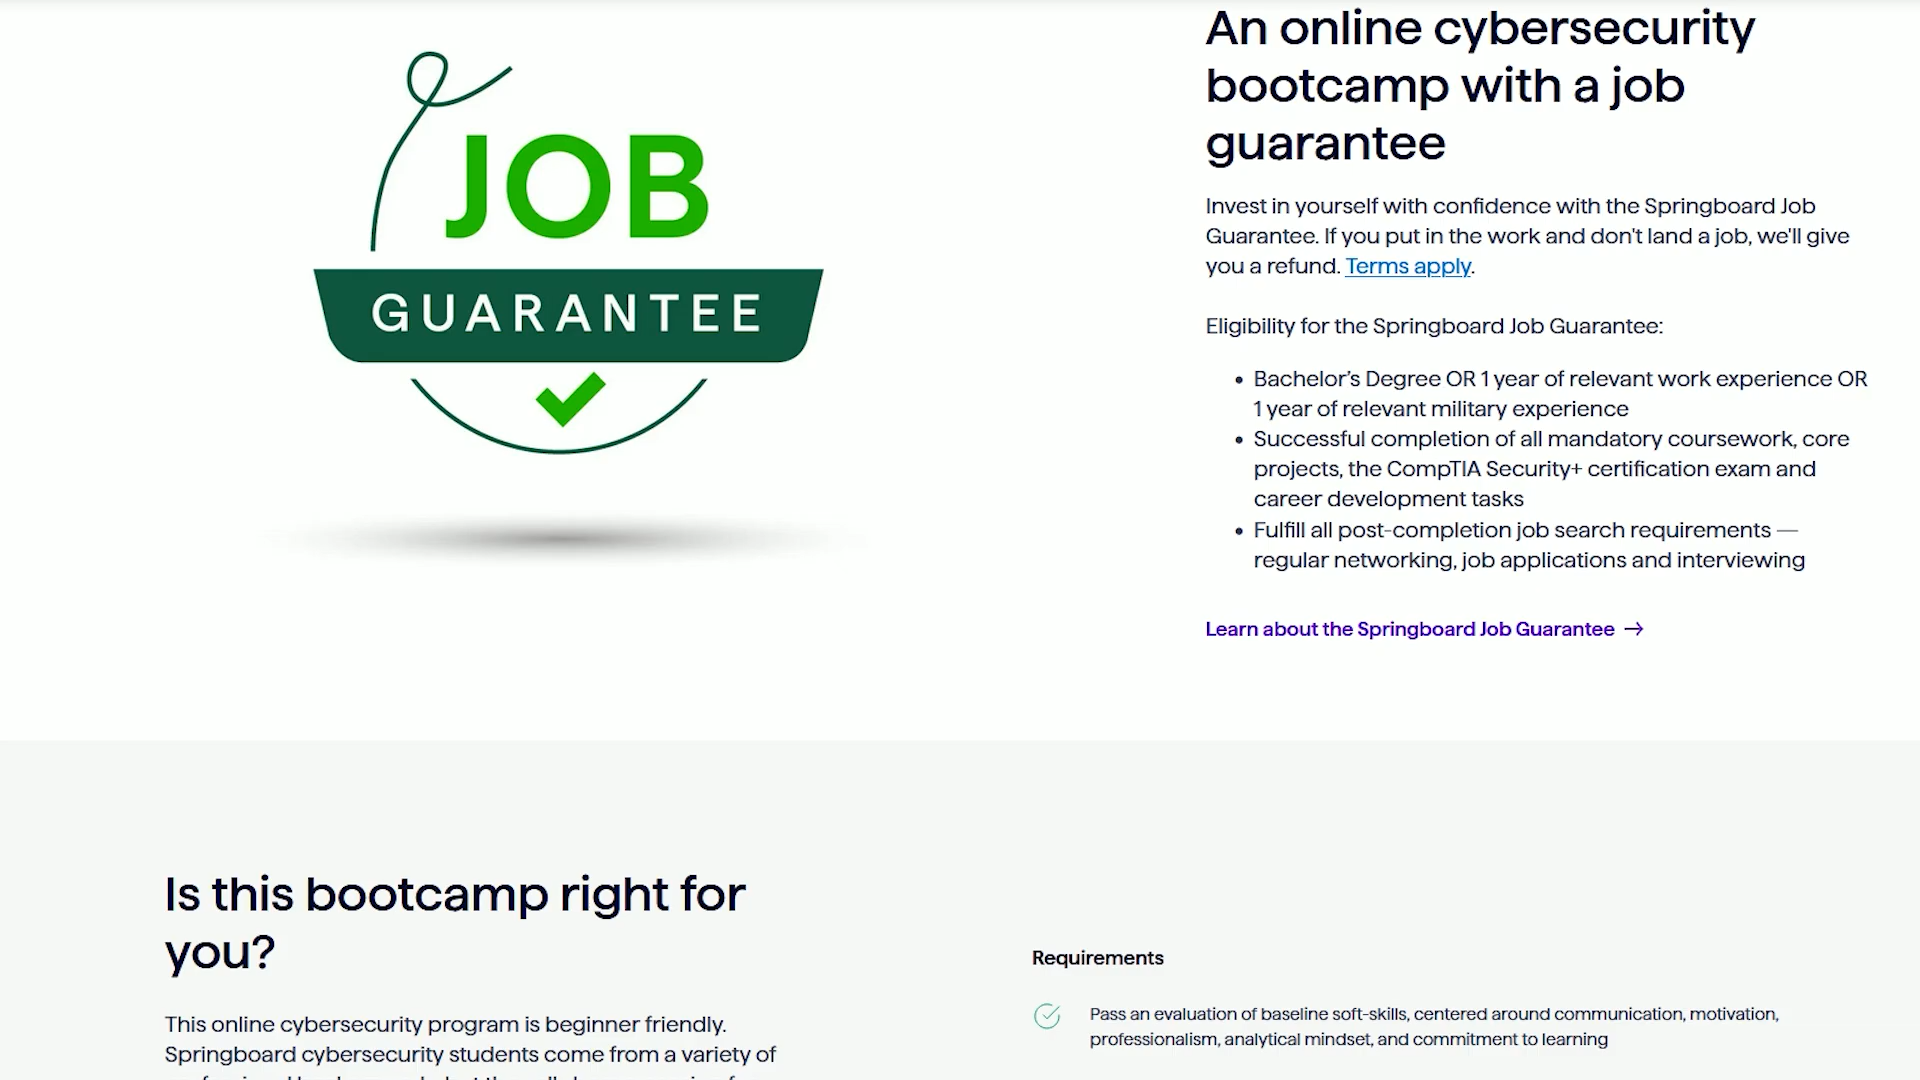 JOB
GUARANTEE
An online cybersecurity
bootcamp with a job
guarantee
Invest in yourself with confidence with the Springboard Job
Guarantee. If you put in the work and don't land a job, we'll give
you a refund. Terms apply.
Eligibility for the Springboard Job Guarantee:
• Bachelor’s Degree OR 1 year of relevant work experience OR
1 year of relevant military experience
• Successful completion of all mandatory coursework, core
projects, the CompTIA Security+ certification exam and
career development tasks
• Fulfill all post-completion job search requirements —
regular networking, job applications and interviewing
Learn about the Springboard Job Guarantee →
Is this bootcamp right for
you?
This online cybersecurity program is beginner friendly.
Springboard cybersecurity students come from a variety of
Requirements
Pass an evaluation of baseline soft-skills, centered around communication, motivation,
professionalism, analytical mindset, and commitment to learning